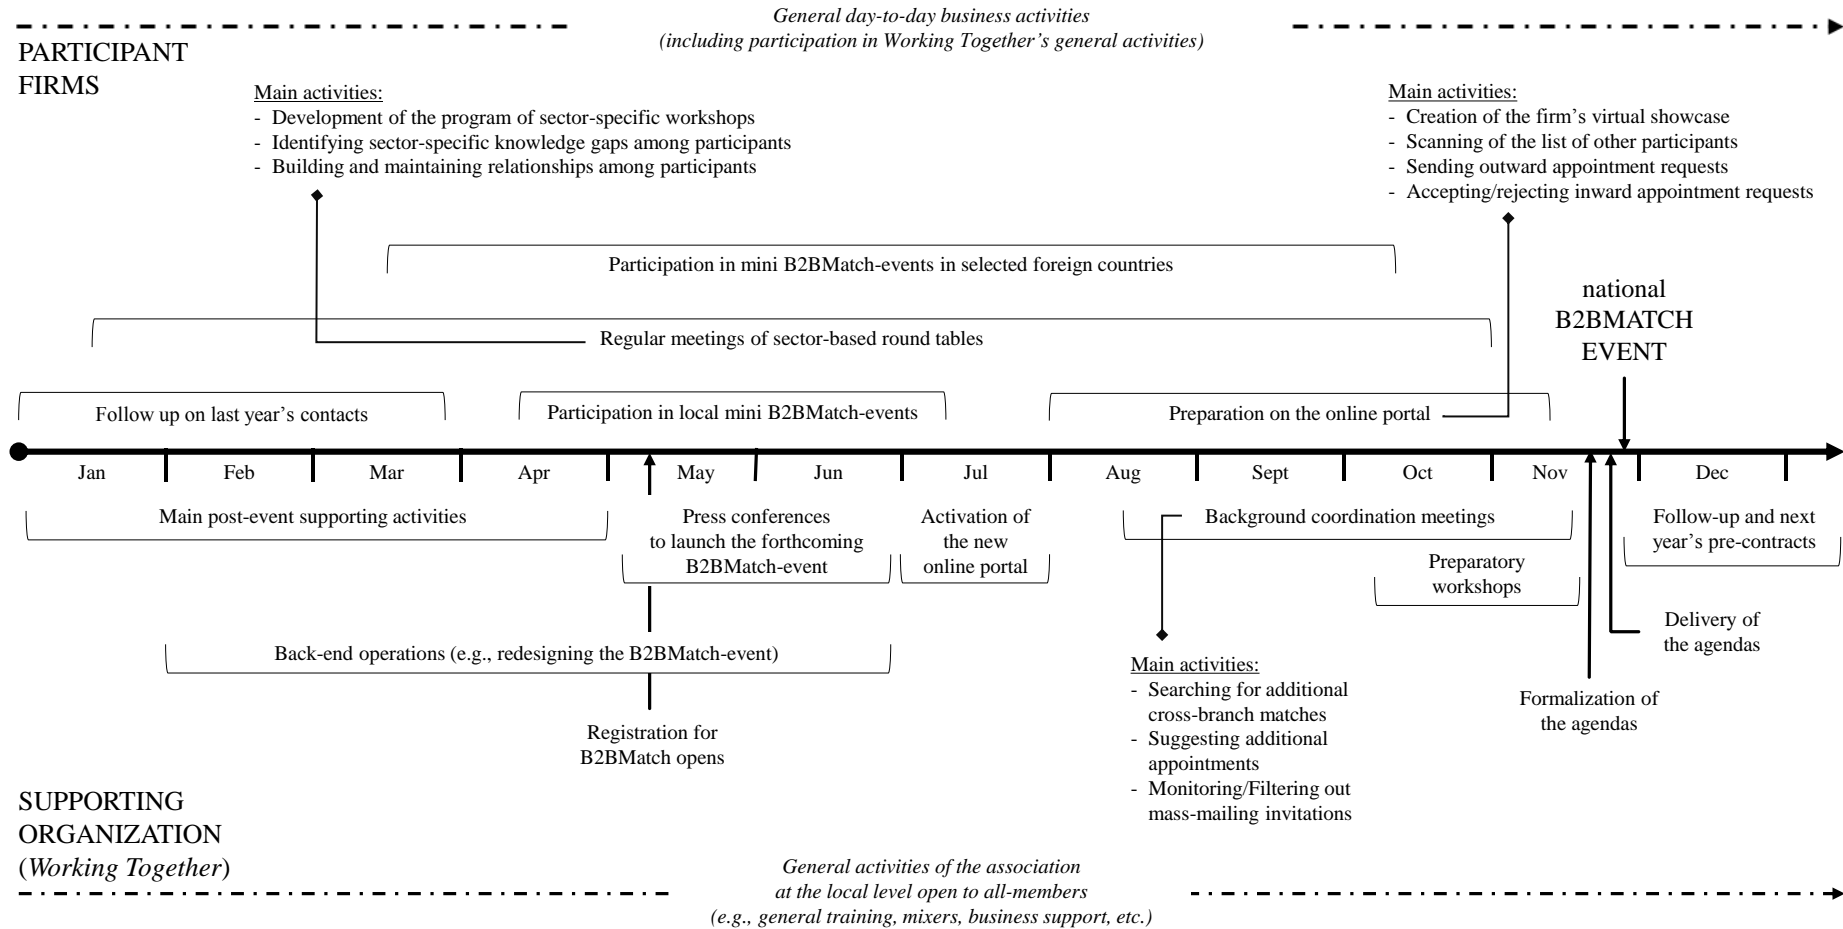 General day-to-day business activities
(including participation in Working Together's general activities)
PARTICIPANT
FIRMS
Main activities:
- Development of the program of sector-specific workshops
- Identifying sector-specific knowledge gaps among participants
- Building and maintaining relationships among participants
Main activities:
- Creation of the firm's virtual showcase
- Scanning of the list of other participants
- Sending outward appointment requests
- Accepting/rejecting inward appointment requests
Participation in mini B2BMatch-events in selected foreign countries
national
B2BMATCH
EVENT
Regular meetings of sector-based round tables
Follow up on last year's contacts
Participation in local mini B2BMatch-events
Preparation on the online portal
Jan Feb Mar Apr May Jun Jul Aug Sept Oct Nov Dec
Main post-event supporting activities
Press conferences
to launch the forthcoming
B2BMatch-event
Activation of
the new
online portal
Background coordination meetings
Follow-up and next
year's pre-contracts
Preparatory
workshops
Delivery of
the agendas
Back-end operations (e.g., redesigning the B2BMatch-event)
Main activities:
- Searching for additional
cross-branch matches
- Suggesting additional
appointments
- Monitoring/Filtering out
mass-mailing invitations
Formalization of
the agendas
Registration for
B2BMatch opens
SUPPORTING
ORGANIZATION
(Working Together)
General activities of the association
at the local level open to all-members
(e.g., general training, mixers, business support, etc.)